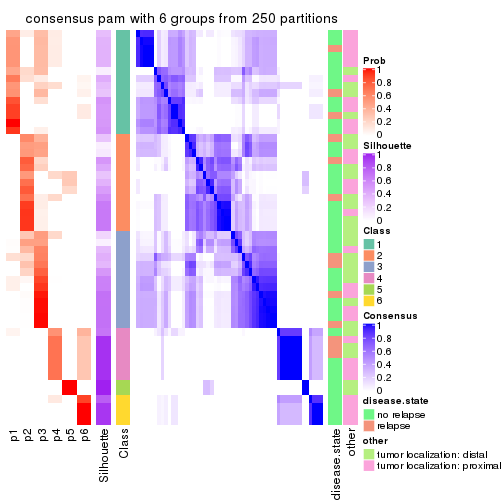 consensus pam with 6 groups from 250 partitions
Prob
1
0.8
0.6
0.4
0.2
0
Silhouette
1
0.8
0.6
0.4
0.2
0
Class
1
2
3
4
5
6
Consensus
1
0.8
0.6
0.4
0.2
0
disease.state
no relapse
relapse
other
tumor localization: distal
tumor localization: proximal
p1
p2
p3
p4
p5
p6
Silhouette
Class
disease.state
other